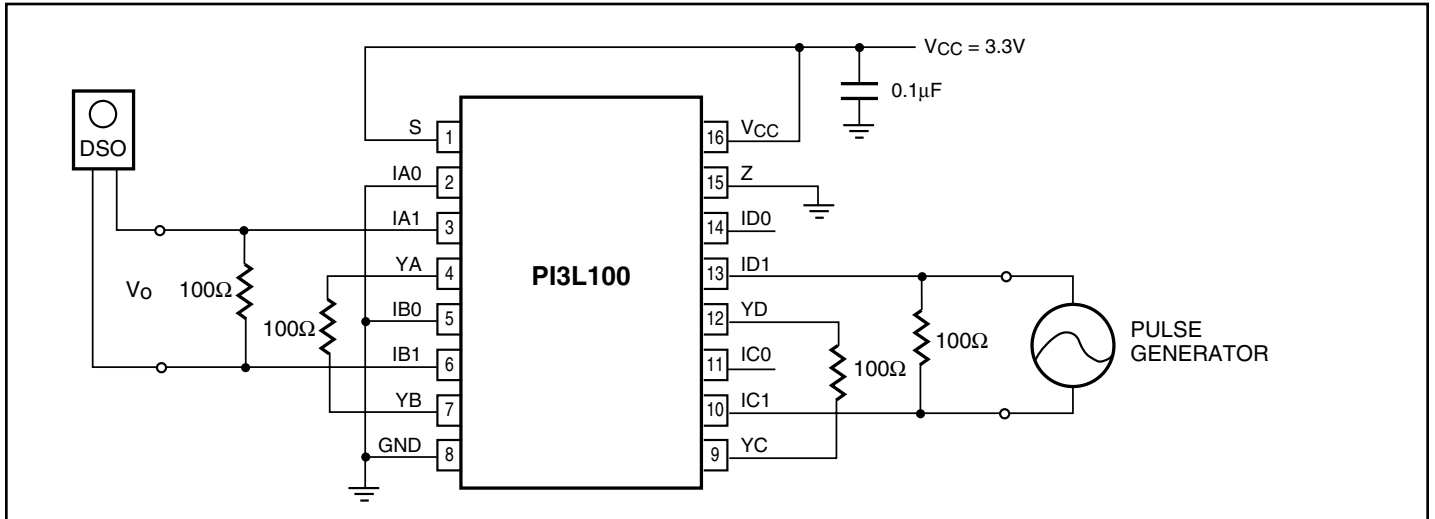 VCC = 3.3V
0.1µF
DSO
S
1
16
VCC
IA0
2
15
Z
IA1
3
14
ID0
YA
4
PI3L100
13
ID1
VO
100Ω
100Ω
IB0
5
12
YD
100Ω
100Ω
PULSE
GENERATOR
IB1
6
11
IC0
YB
7
10
IC1
GND
8
9
YC